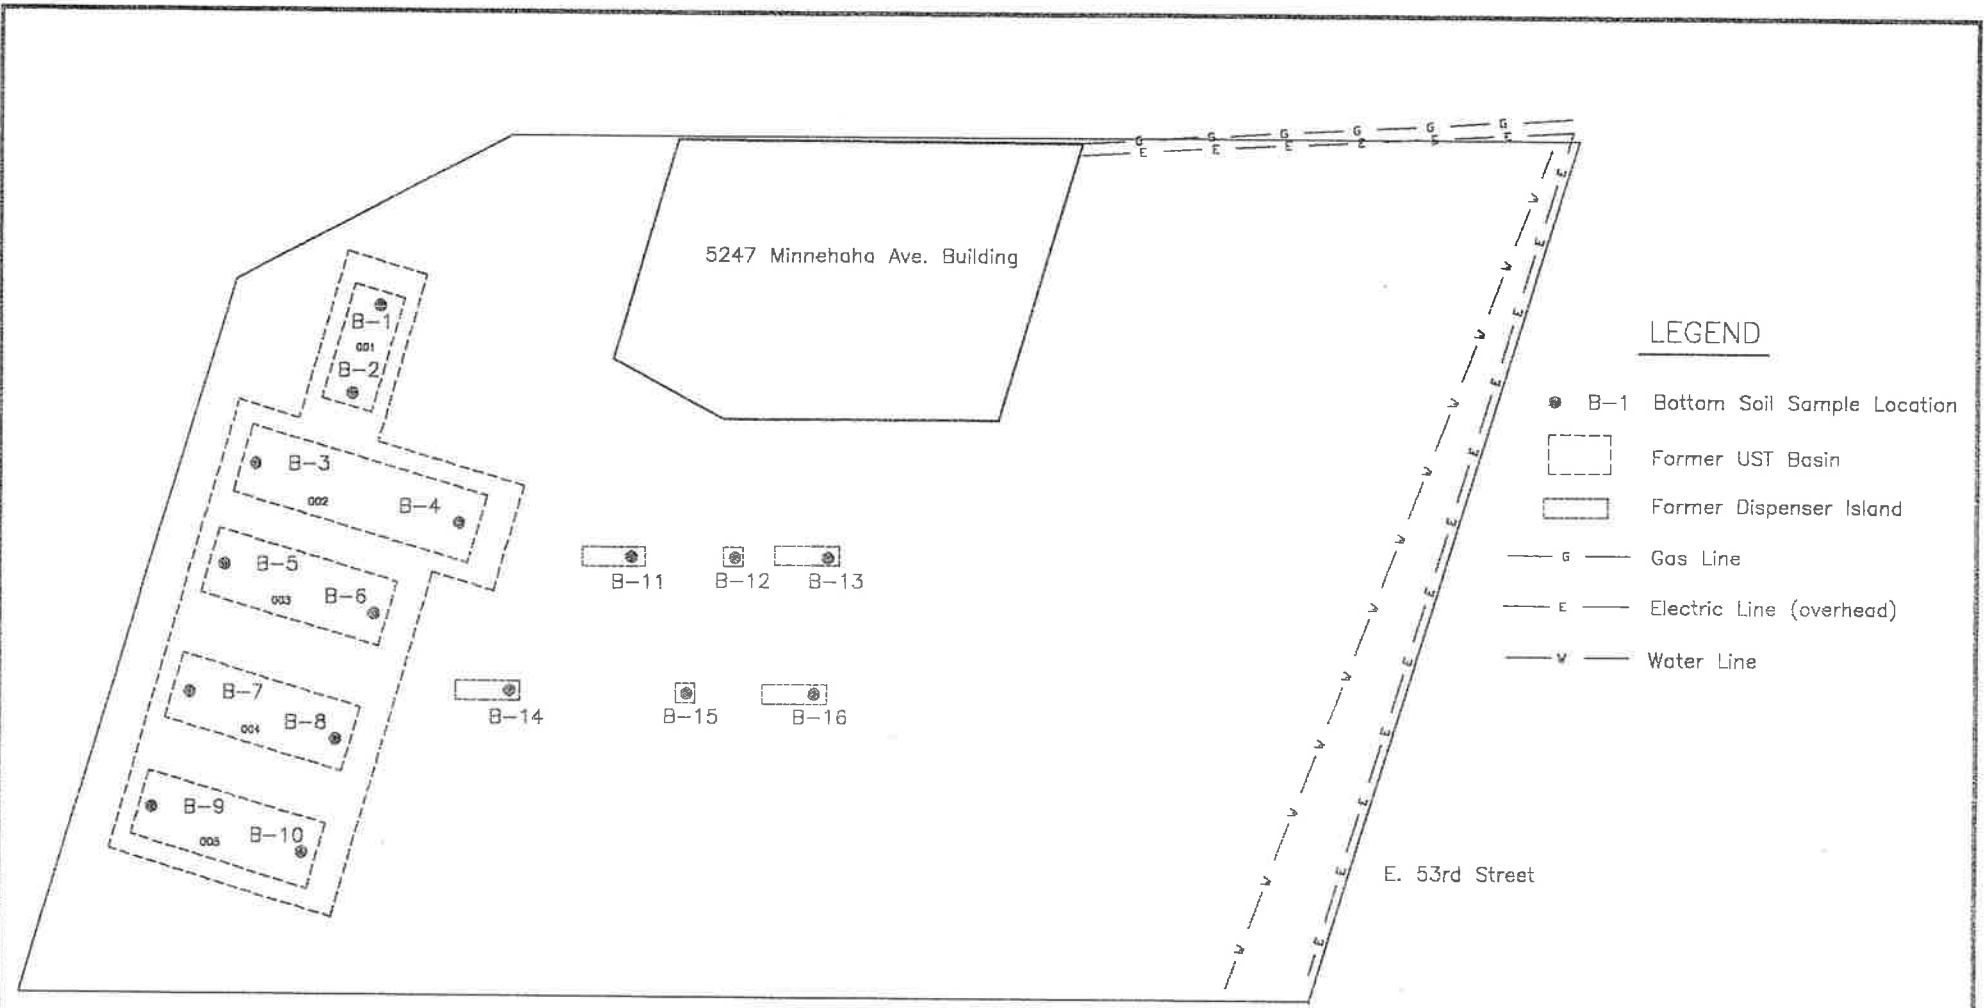 G G G G G G
E E E E E E
5247 Minnehaha Ave. Building
B-1
001
B-2
B-3
002
B-4
B-5
003
B-6
B-7
004
B-8
B-9
005
B-10
B-11
B-12
B-13
B-14
B-15
B-16
W W W W W W W W W W W W W
E E E E E E E E E E E E E
E. 53rd Street
LEGEND
B-1 Bottom Soil Sample Location
Former UST Basin
Former Dispenser Island
G Gas Line
E Electric Line (overhead)
W Water Line